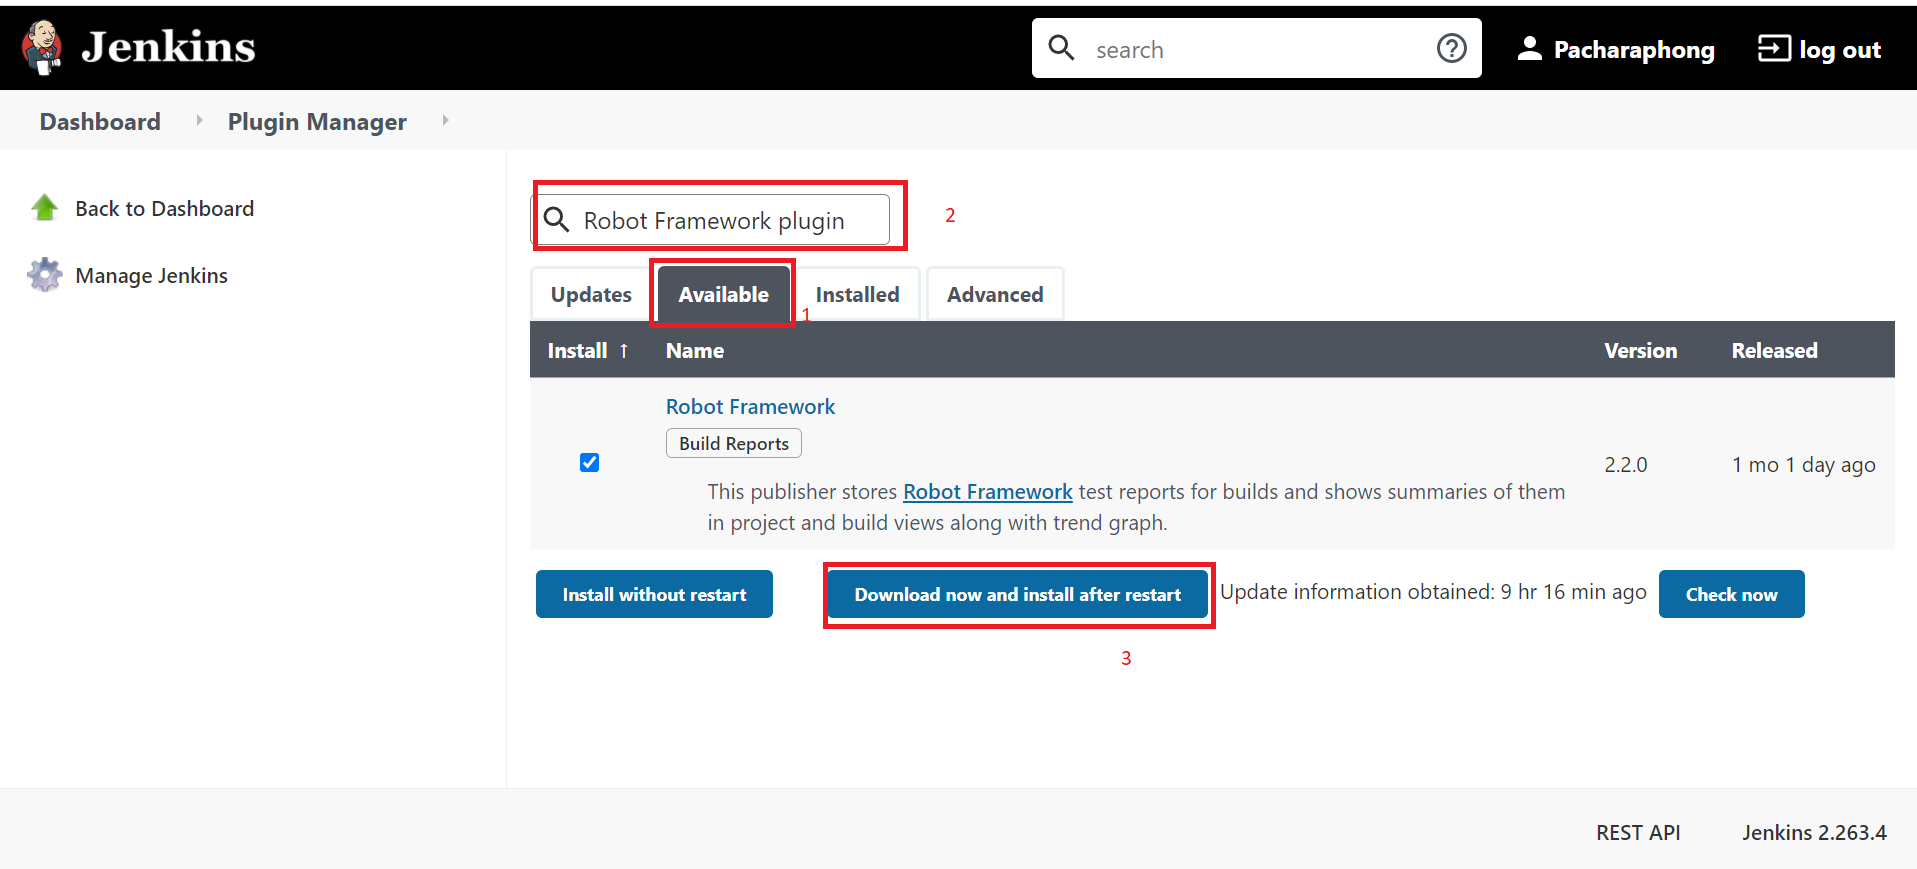 Jenkins
search
Pacharaphong
log out
Dashboard
Plugin Manager
Back to Dashboard
Manage Jenkins
Robot Framework plugin
2
Updates
Available
1
Installed
Advanced
Install ↑
Name
Version
Released
Robot Framework
Build Reports
This publisher stores Robot Framework test reports for builds and shows summaries of them
in project and build views along with trend graph.
2.2.0
1 mo 1 day ago
Install without restart
Download now and install after restart
Update information obtained: 9 hr 16 min ago
Check now
3
REST API
Jenkins 2.263.4